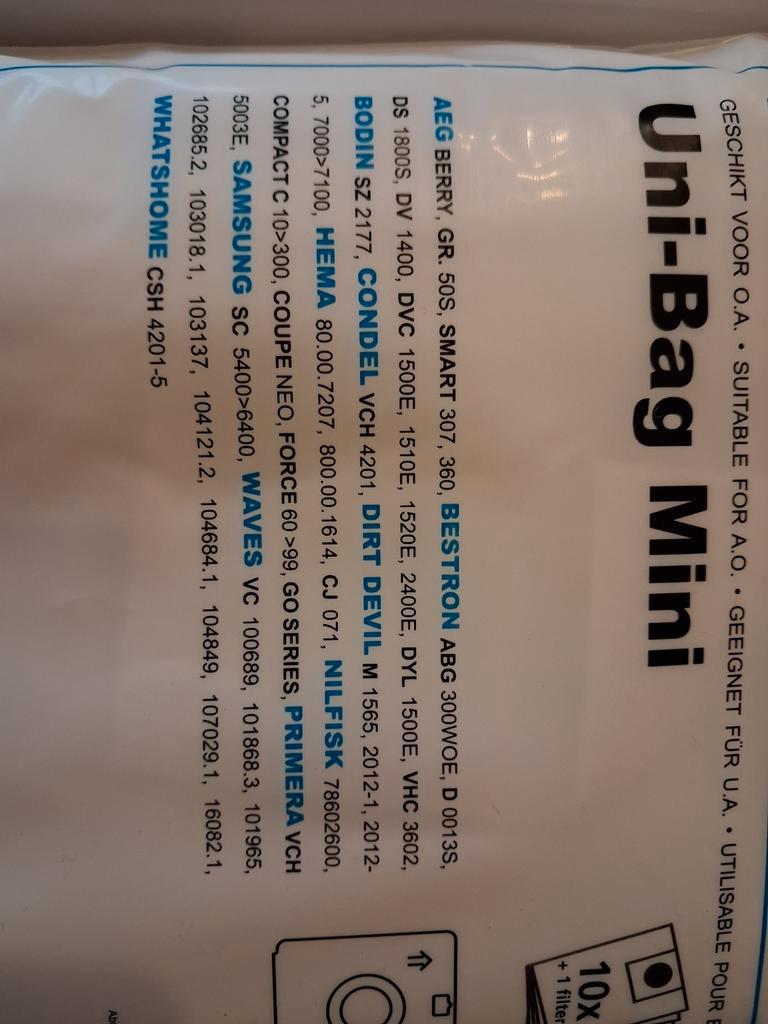 GESCHIKT VOOR O.A. • SUITABLE FOR A.O. • GEEIGNET FÜR U.A. • UTILISABLE POUR
Uni-Bag Mini
AEG BERRY, GR. 50S, SMART 307, 360, BESTRON ABG 300WOE, D 0013S,
DS 1800S, DV 1400, DVC 1500E, 1510E, 1520E, 2400E, DYL 1500E, VHC 3602,
BODIN SZ 2177, CONDEL VCH 4201, DIRT DEVIL M 1565, 2012-1, 2012-
5, 7000>7100, HEMA 80.00.7207, 800.00.1614, CJ 071, NILFISK 78602600,
COMPACT C 10>300, COUPE NEO, FORCE 60 >99, GO SERIES, PRIMERA VCH
5003E, SAMSUNG SC 5400>6400, WAVES VC 100689, 101868.3, 101965,
102685.2, 103018.1, 103137, 104121.2, 104684.1, 104849, 107029.1, 16082.1,
WHATSHOME CSH 4201-5
10x
+ 1 filter